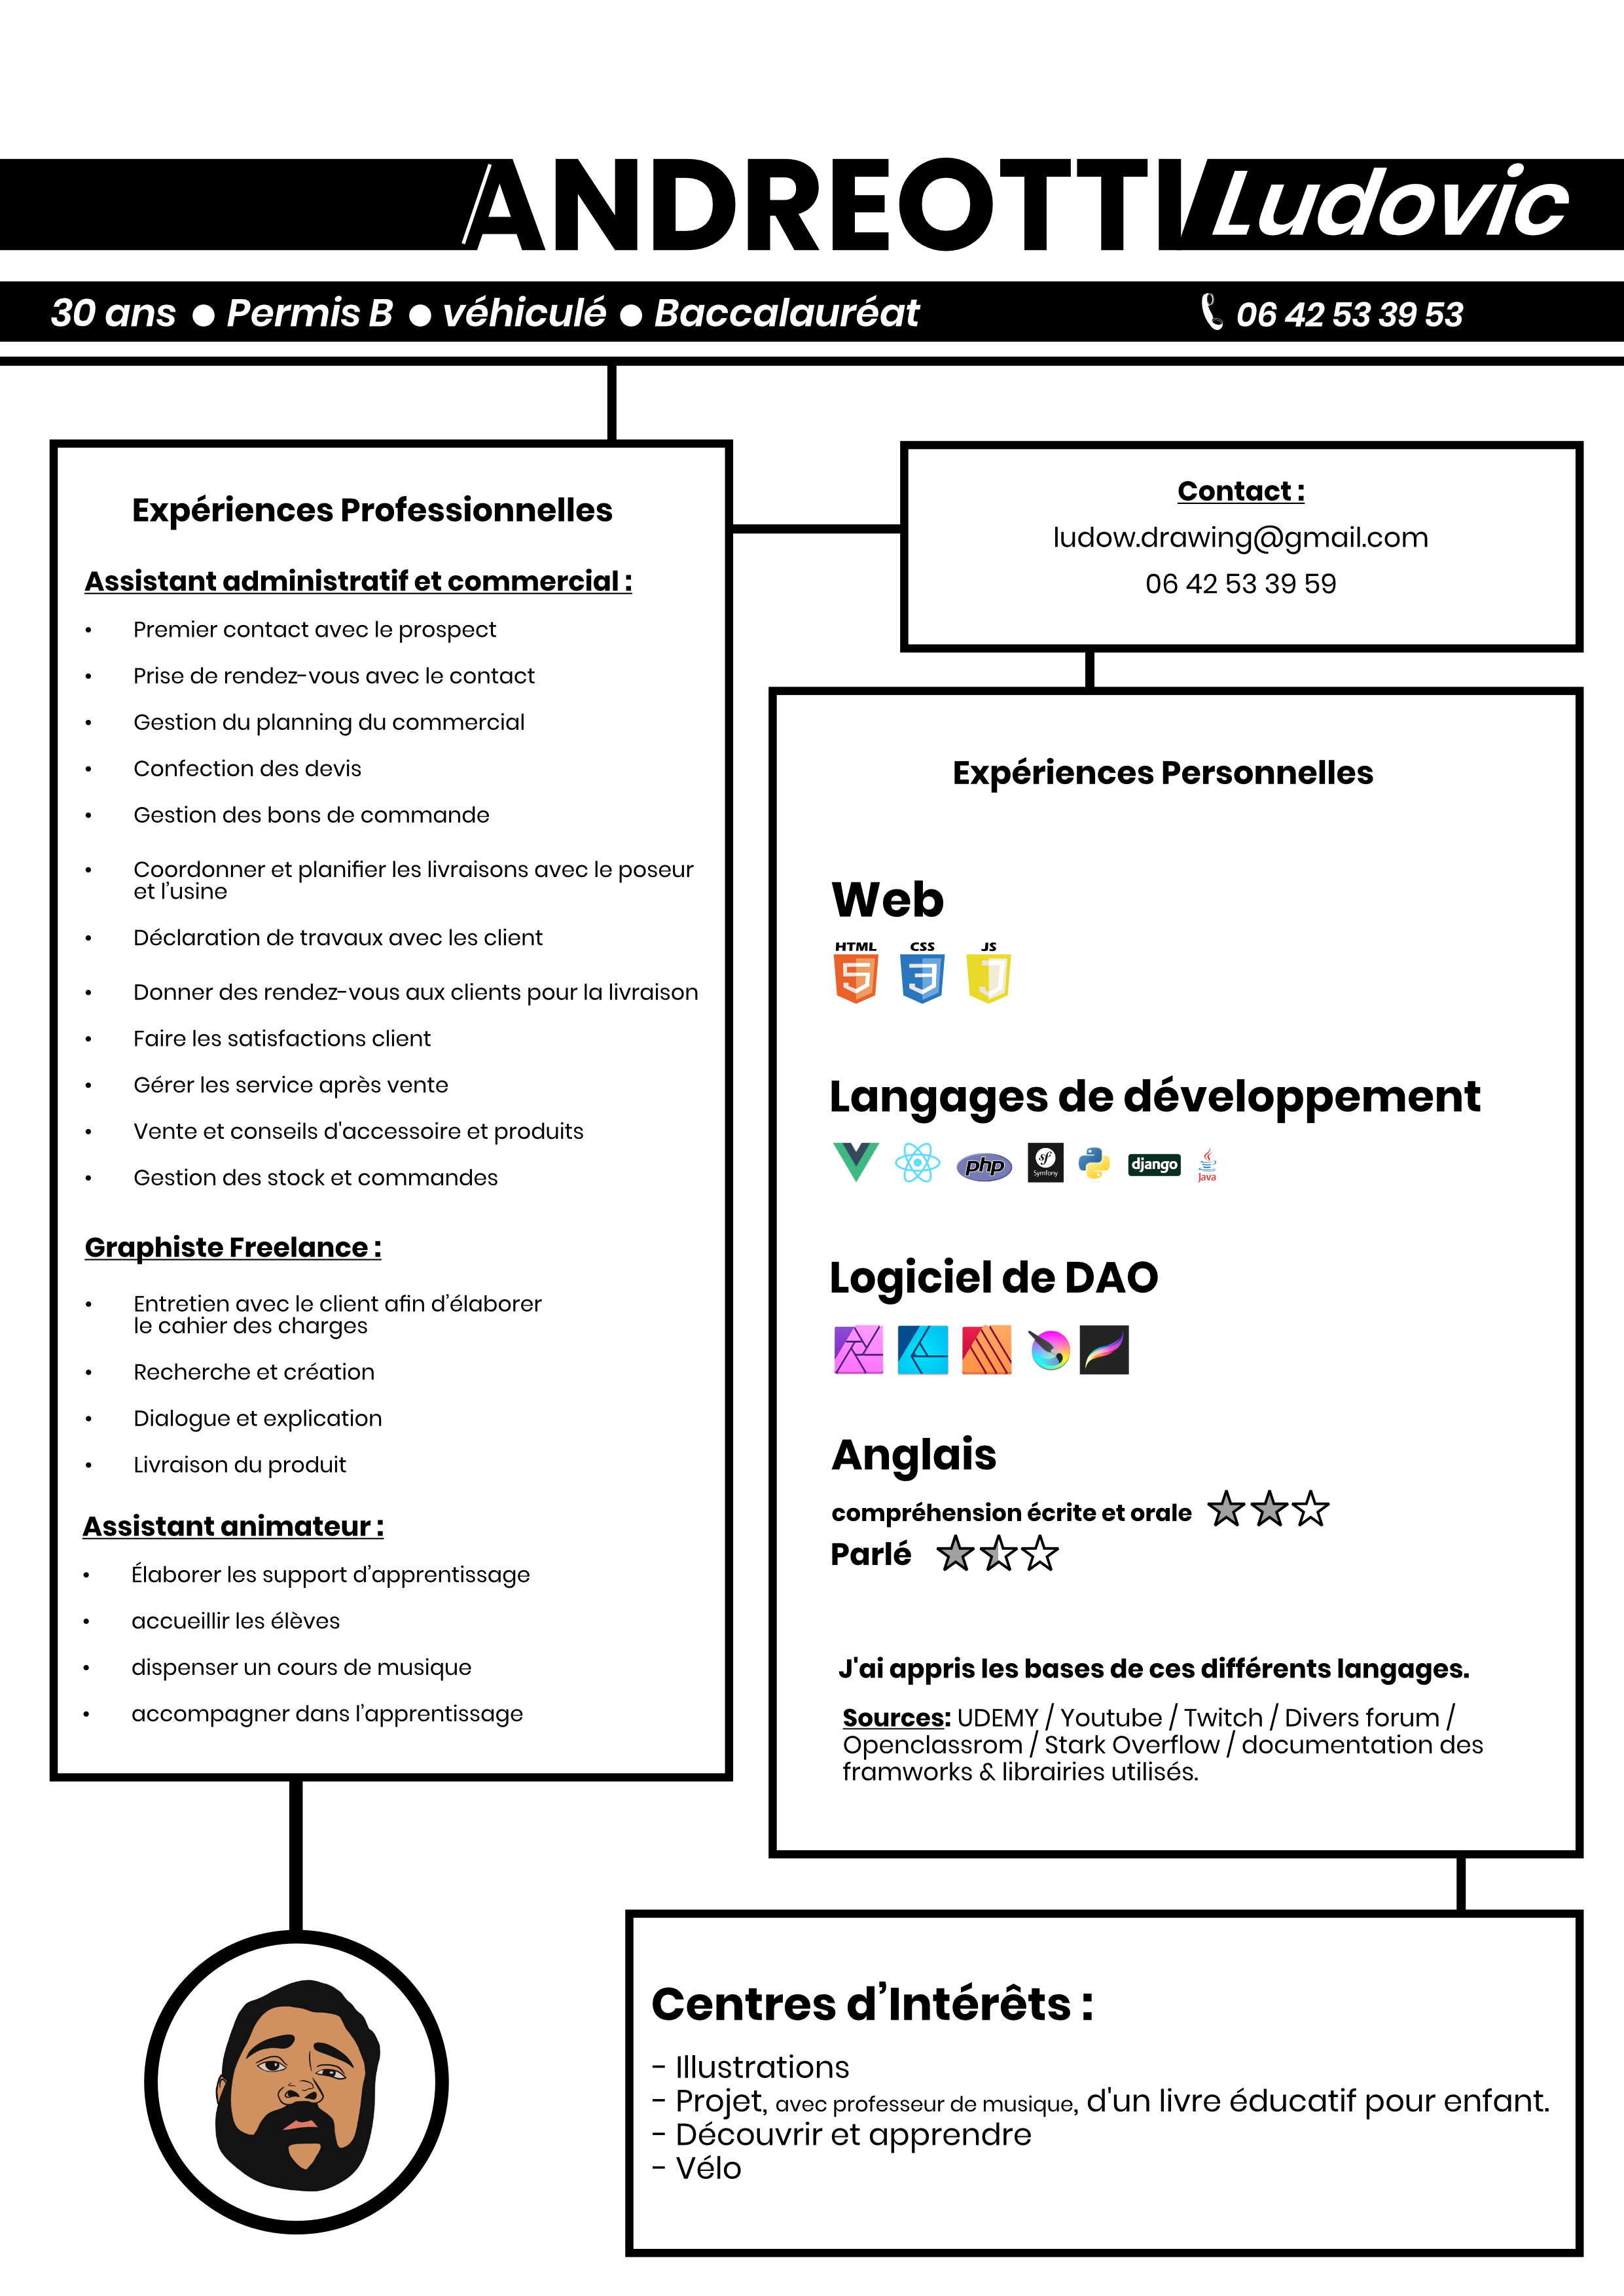 ANDREOTTI Ludovic
30 ans ● Permis B ● véhiculé ● Baccalauréat
06 42 53 39 53
Expériences Professionnelles
Assistant administratif et commercial :
• Premier contact avec le prospect
• Prise de rendez-vous avec le contact
• Gestion du planning du commercial
• Confection des devis
• Gestion des bons de commande
• Coordonner et planifier les livraisons avec le poseur
et l’usine
• Déclaration de travaux avec les client
• Donner des rendez-vous aux clients pour la livraison
• Faire les satisfactions client
• Gérer les service après vente
• Vente et conseils d'accessoire et produits
• Gestion des stock et commandes
Graphiste Freelance :
• Entretien avec le client afin d’élaborer
le cahier des charges
• Recherche et création
• Dialogue et explication
• Livraison du produit
Assistant animateur :
• Élaborer les support d’apprentissage
• accueillir les élèves
• dispenser un cours de musique
• accompagner dans l’apprentissage
Contact :
ludow.drawing@gmail.com
06 42 53 39 59
Expériences Personnelles
Web
HTML CSS JS
5 3 J
Langages de développement
php sf Symfony django Java
Logiciel de DAO
Anglais
compréhension écrite et orale
Parlé
J'ai appris les bases de ces différents langages.
Sources: UDEMY / Youtube / Twitch / Divers forum /
Openclassrom / Stark Overflow / documentation des
framworks & librairies utilisés.
Centres d’Intérêts :
- Illustrations
- Projet, avec professeur de musique, d'un livre éducatif pour enfant.
- Découvrir et apprendre
- Vélo